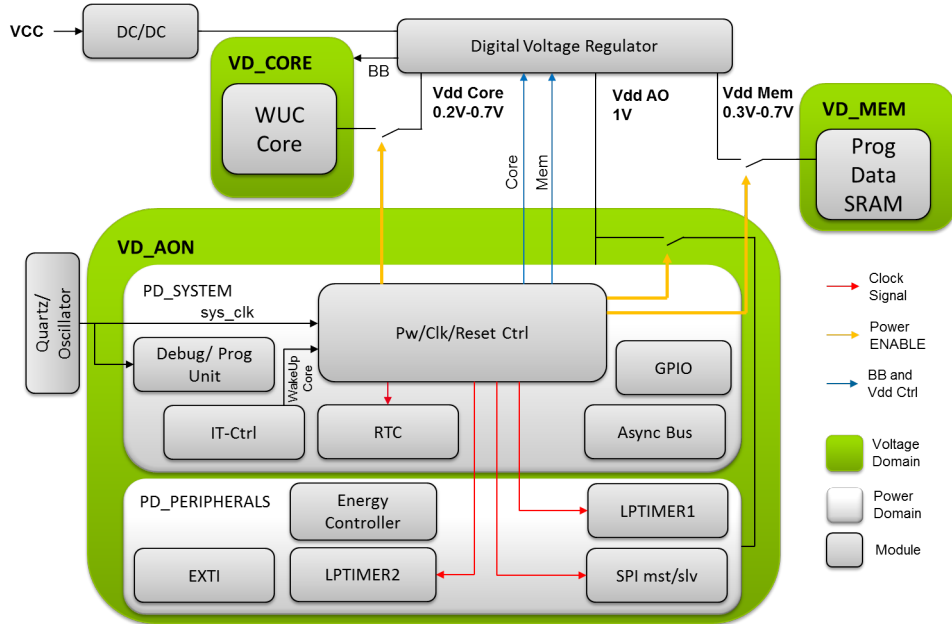 VCC
DC/DC
Digital Voltage Regulator
VD_CORE
BB
WUC
Core
Vdd Core
0.2V-0.7V
Core
Mem
Vdd AO
1V
Vdd Mem
0.3V-0.7V
VD_MEM
Prog
Data
SRAM
VD_AON
Quartz/
Oscillator
PD_SYSTEM
sys_clk
Pw/Clk/Reset Ctrl
Debug/ Prog
Unit
WakeUp
Core
GPIO
IT-Ctrl
RTC
Async Bus
PD_PERIPHERALS
Energy
Controller
LPTIMER1
EXTI
LPTIMER2
SPI mst/slv
Clock
Signal
Power
ENABLE
BB and
Vdd Ctrl
Voltage
Domain
Power
Domain
Module